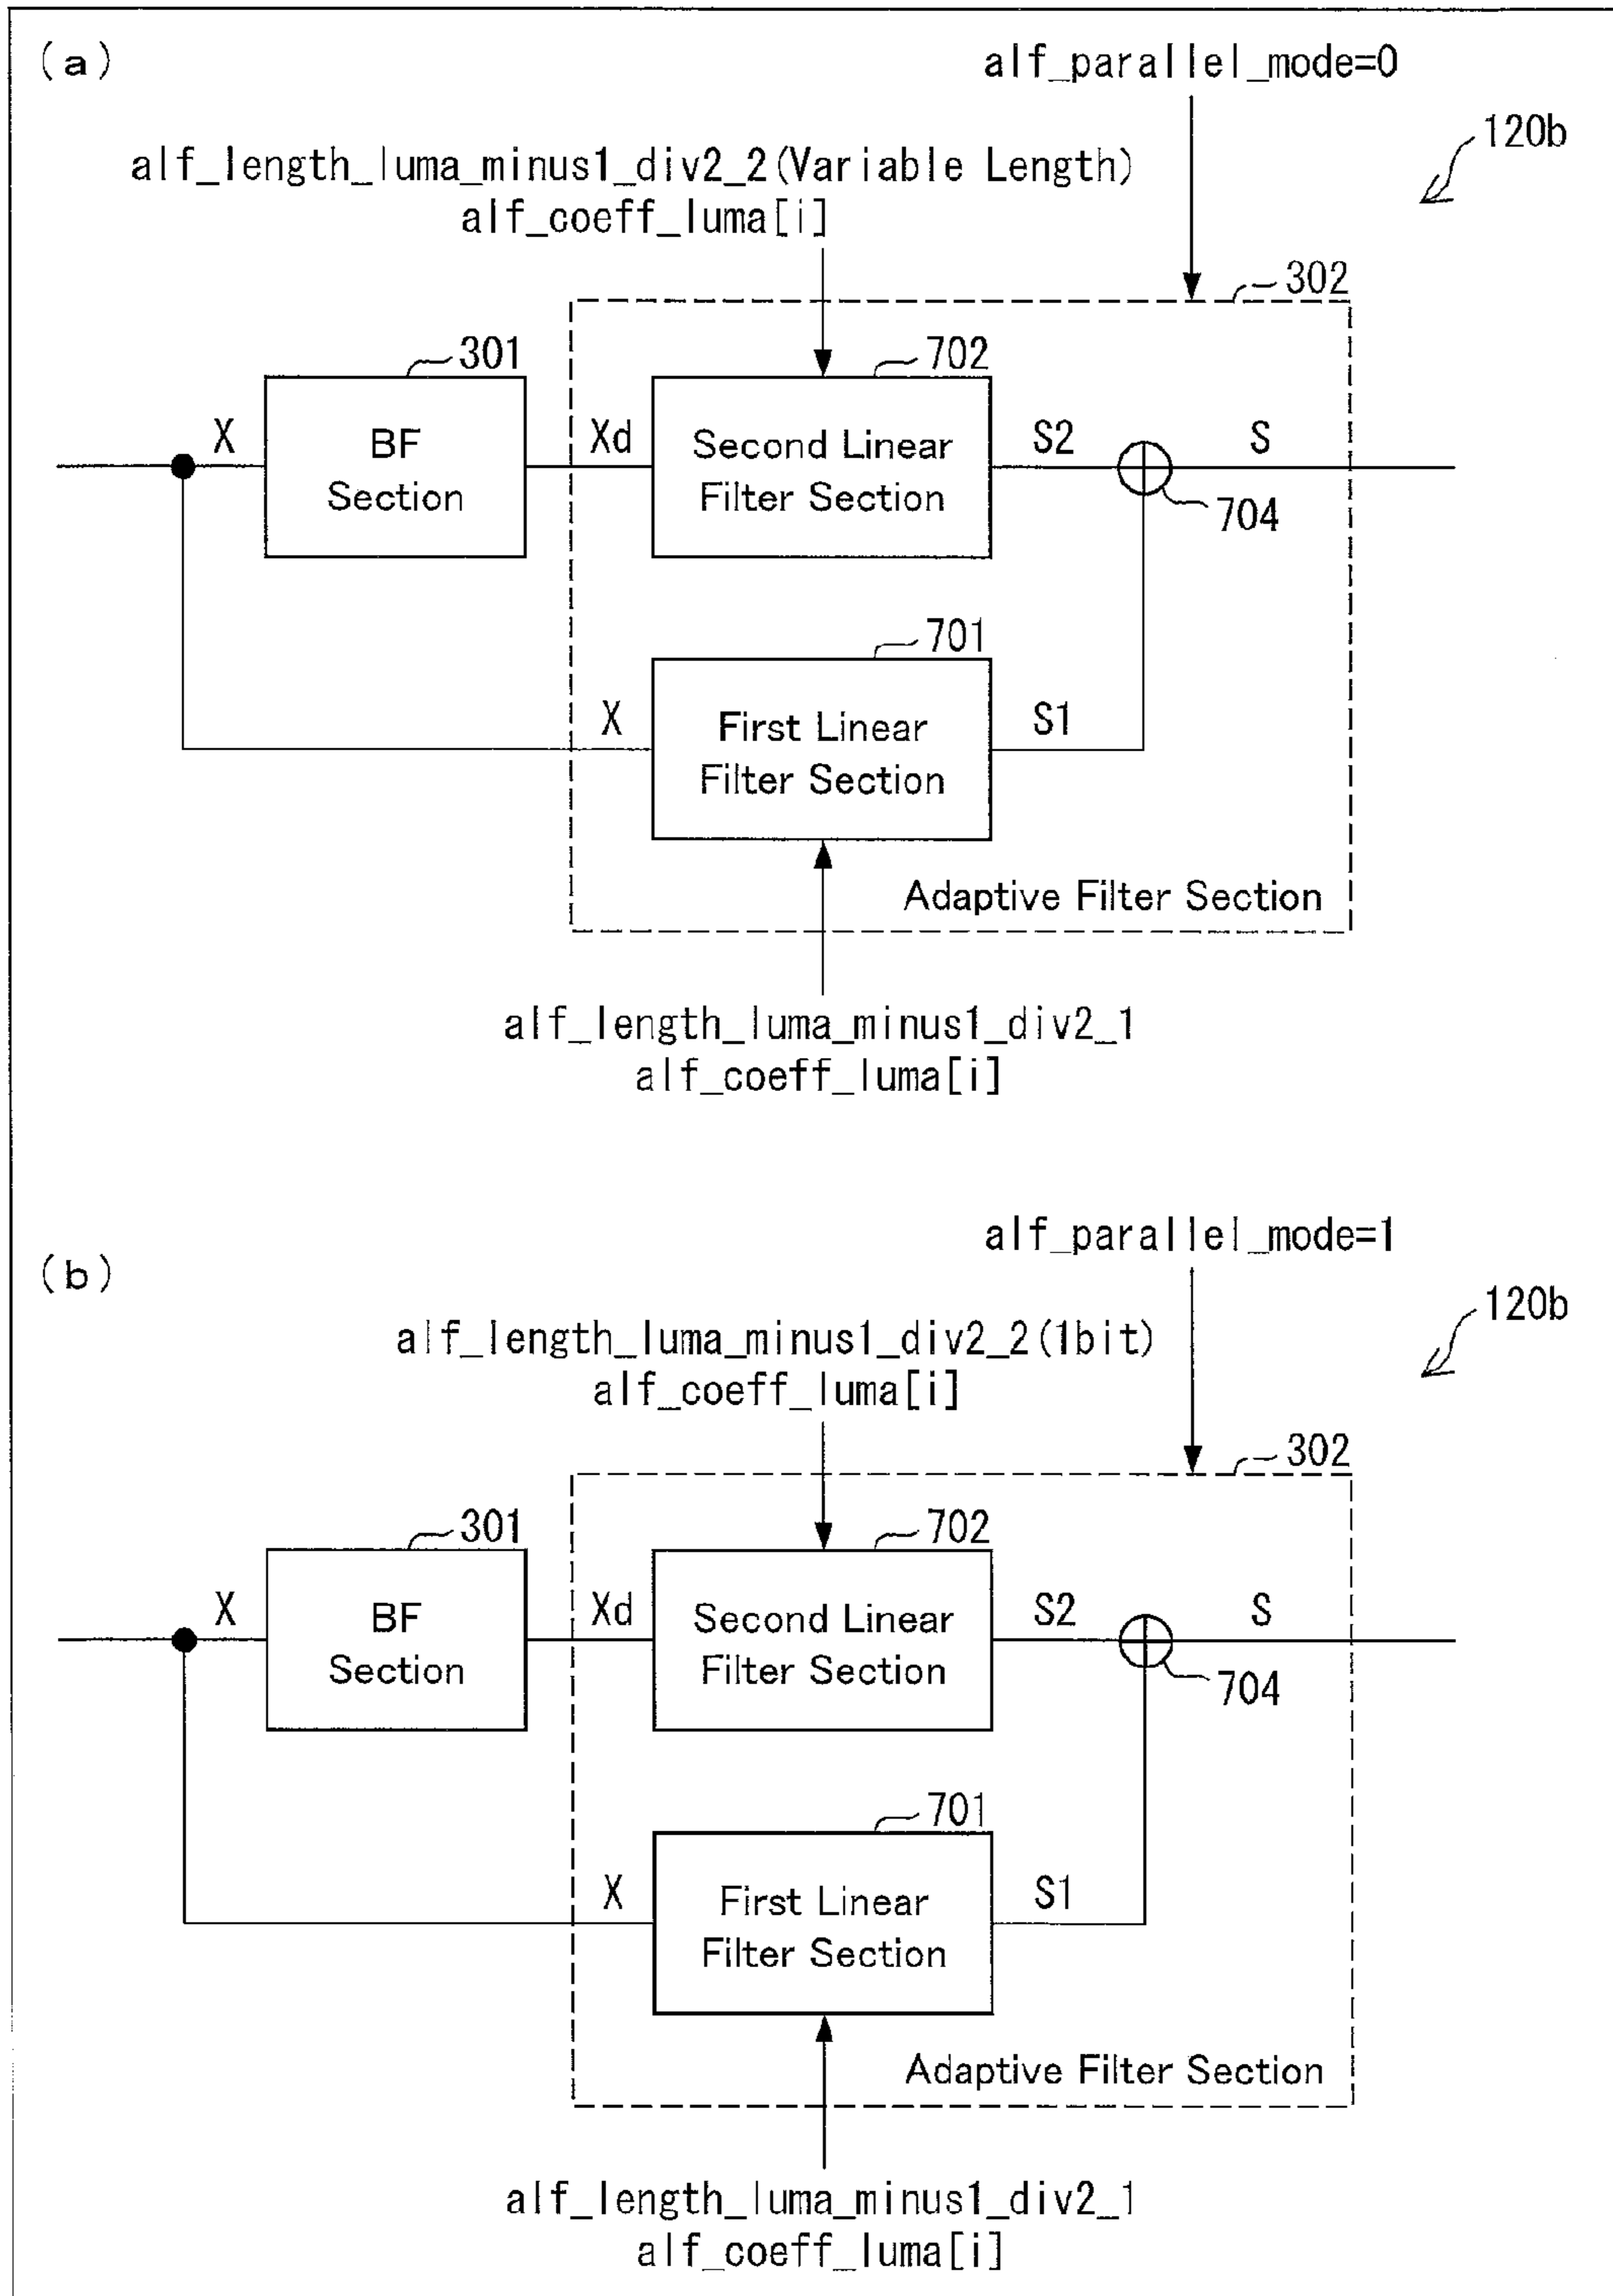 (a)
alf_parallel_mode=0
120b
alf_length_luma_minus1_div2_2(Variable Length)
alf_coeff_luma[i]
302
301
702
X
BF
Section
Xd
Second Linear
Filter Section
S2
S
704
701
X
First Linear
Filter Section
S1
Adaptive Filter Section
alf_length_luma_minus1_div2_1
alf_coeff_luma[i]
(b)
alf_parallel_mode=1
120b
alf_length_luma_minus1_div2_2(1bit)
alf_coeff_luma[i]
302
301
702
X
BF
Section
Xd
Second Linear
Filter Section
S2
S
704
701
X
First Linear
Filter Section
S1
Adaptive Filter Section
alf_length_luma_minus1_div2_1
alf_coeff_luma[i]